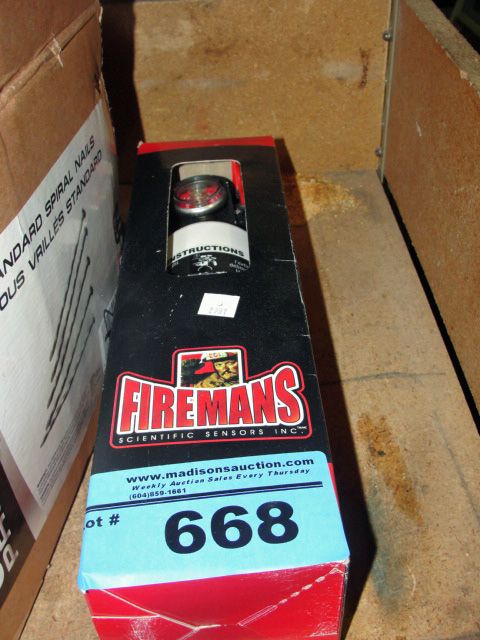 ANDARD SPIRAL NAILS
OUS VRILLES STANDARD
INSTRUCTIONS
FIREMANS
SCIENTIFIC SENSORS INC.
www.madisonsauction.com
Weekly Auction Sales Every Thursday
(604)859-1661
ot #
668